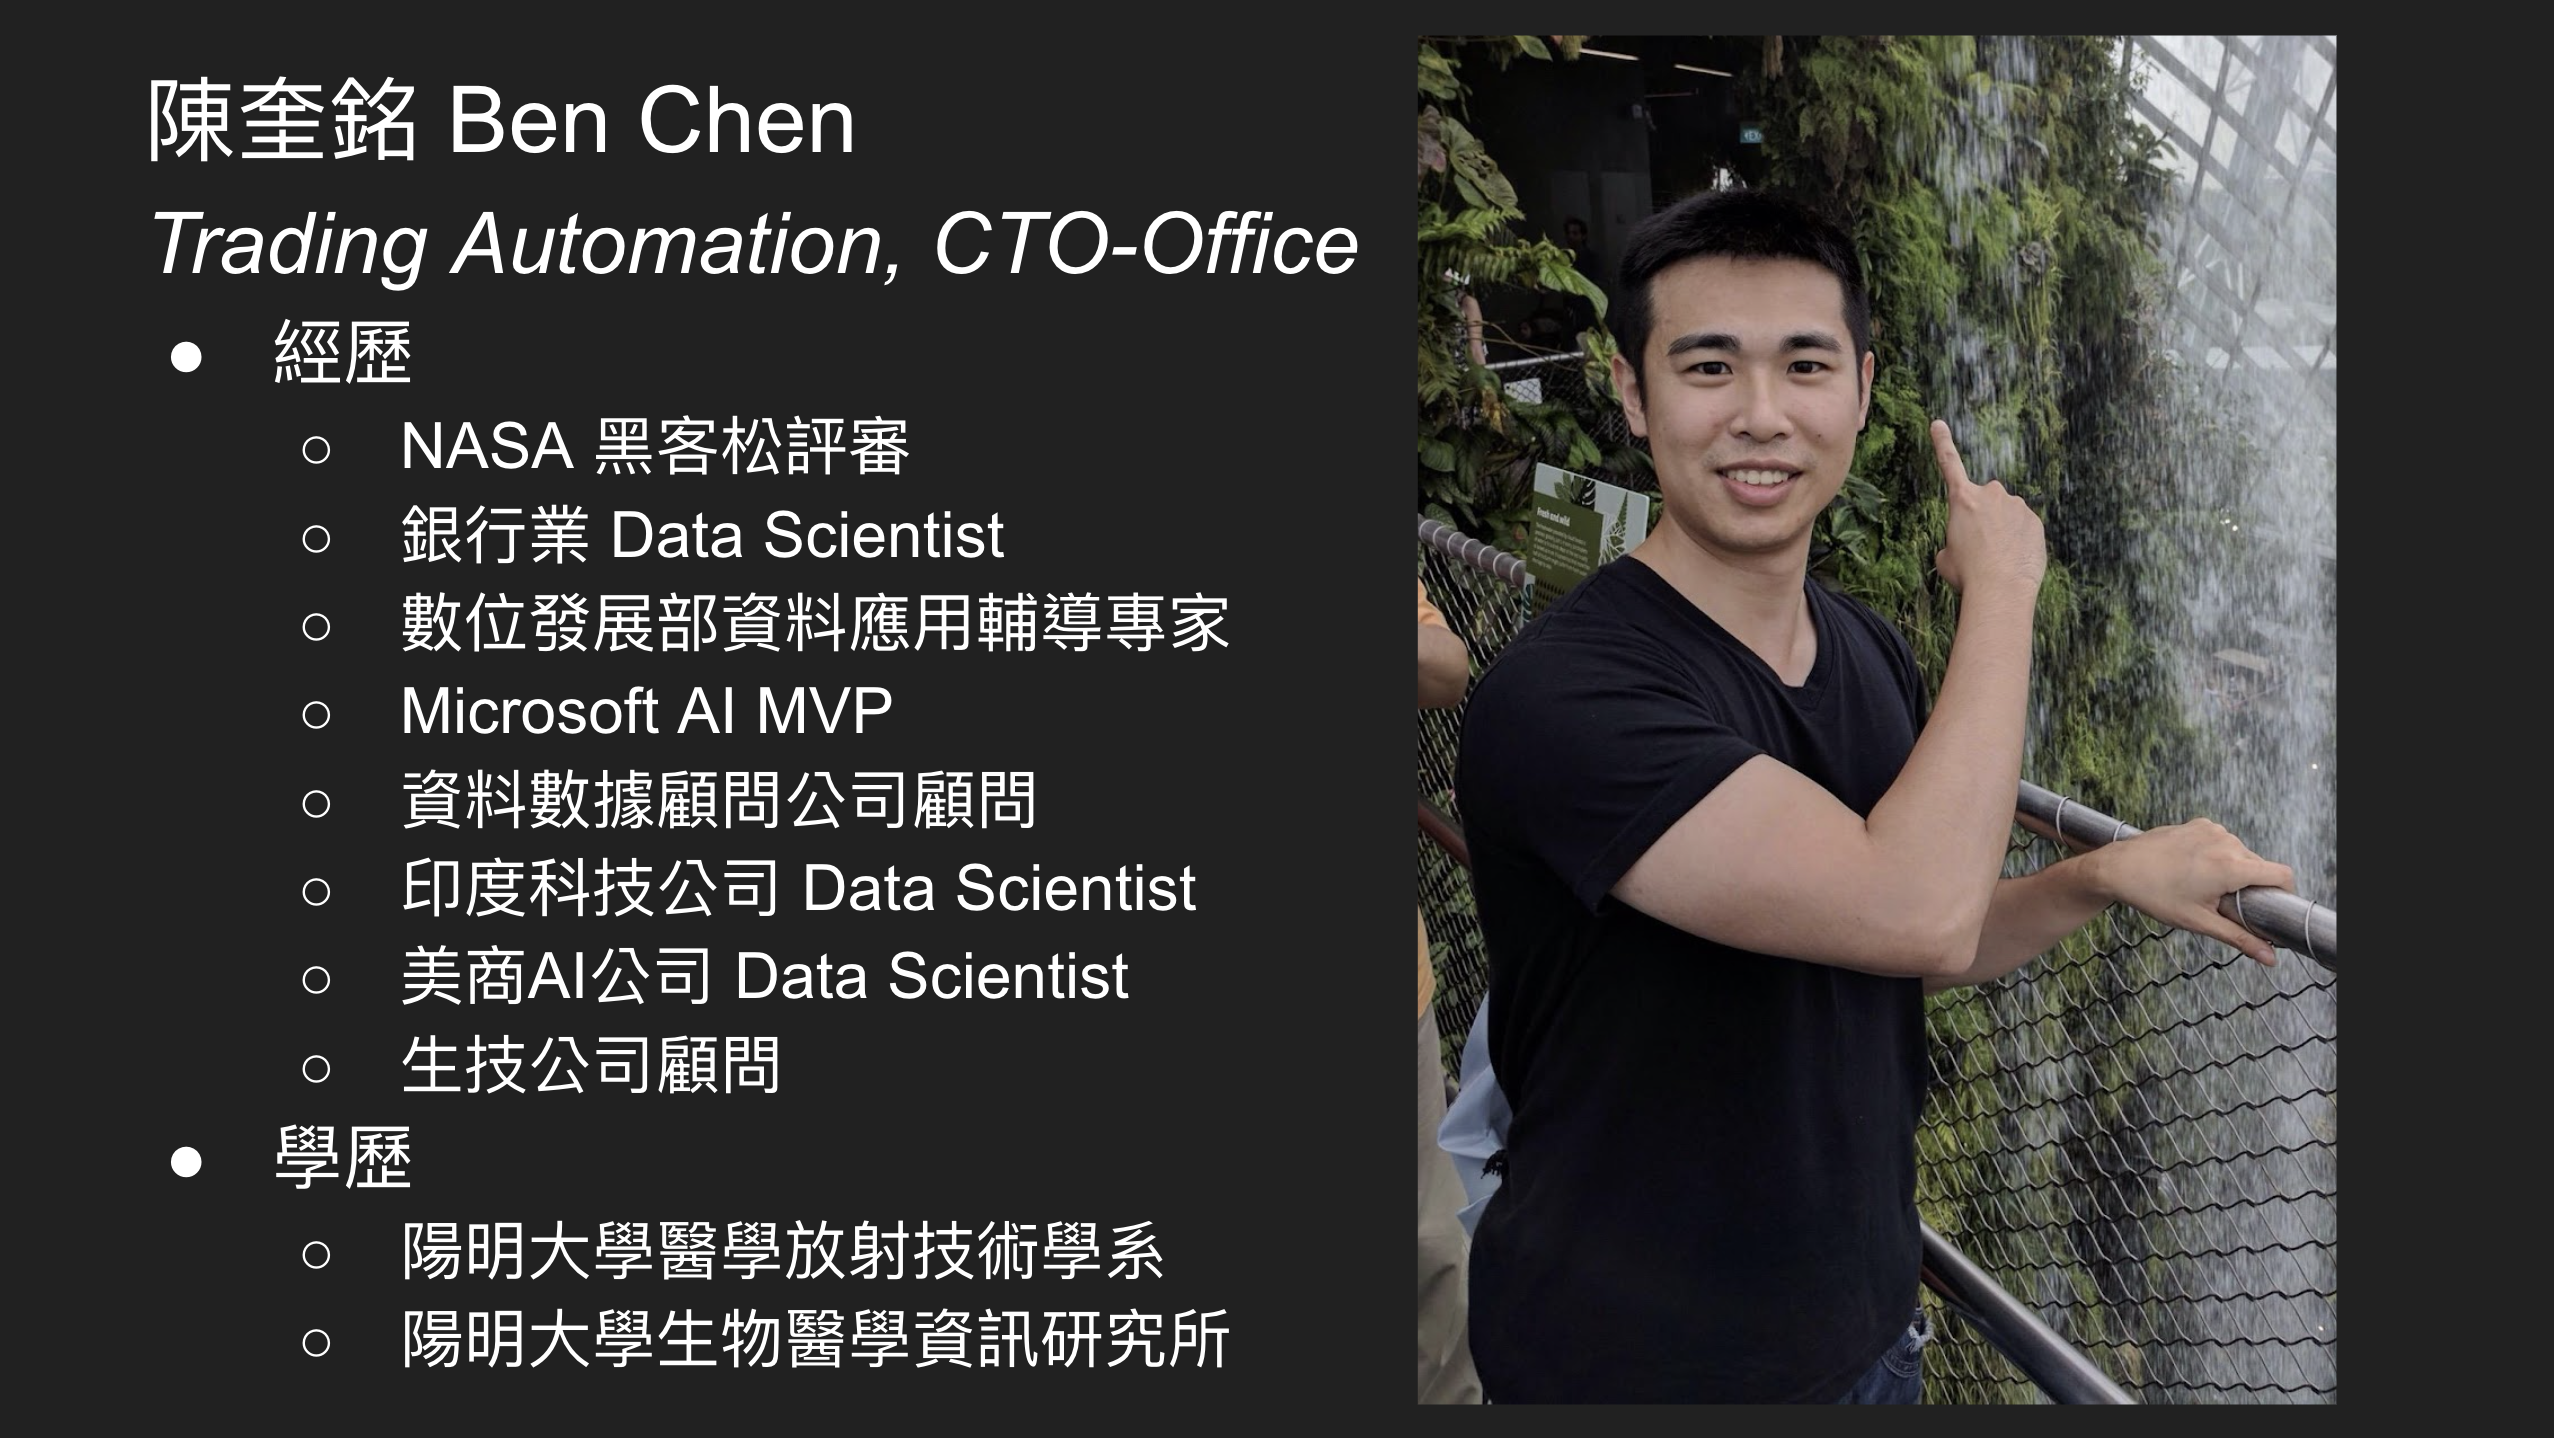 陳奎銘 Ben Chen
Trading Automation, CTO-Office
● 經歷
○ NASA 黑客松評審
○ 銀行業 Data Scientist
○ 數位發展部資料應用輔導專家
○ Microsoft AI MVP
○ 資料數據顧問公司顧問
○ 印度科技公司 Data Scientist
○ 美商AI公司 Data Scientist
○ 生技公司顧問
● 學歷
○ 陽明大學醫學放射技術學系
○ 陽明大學生物醫學資訊研究所
Fresh and wild